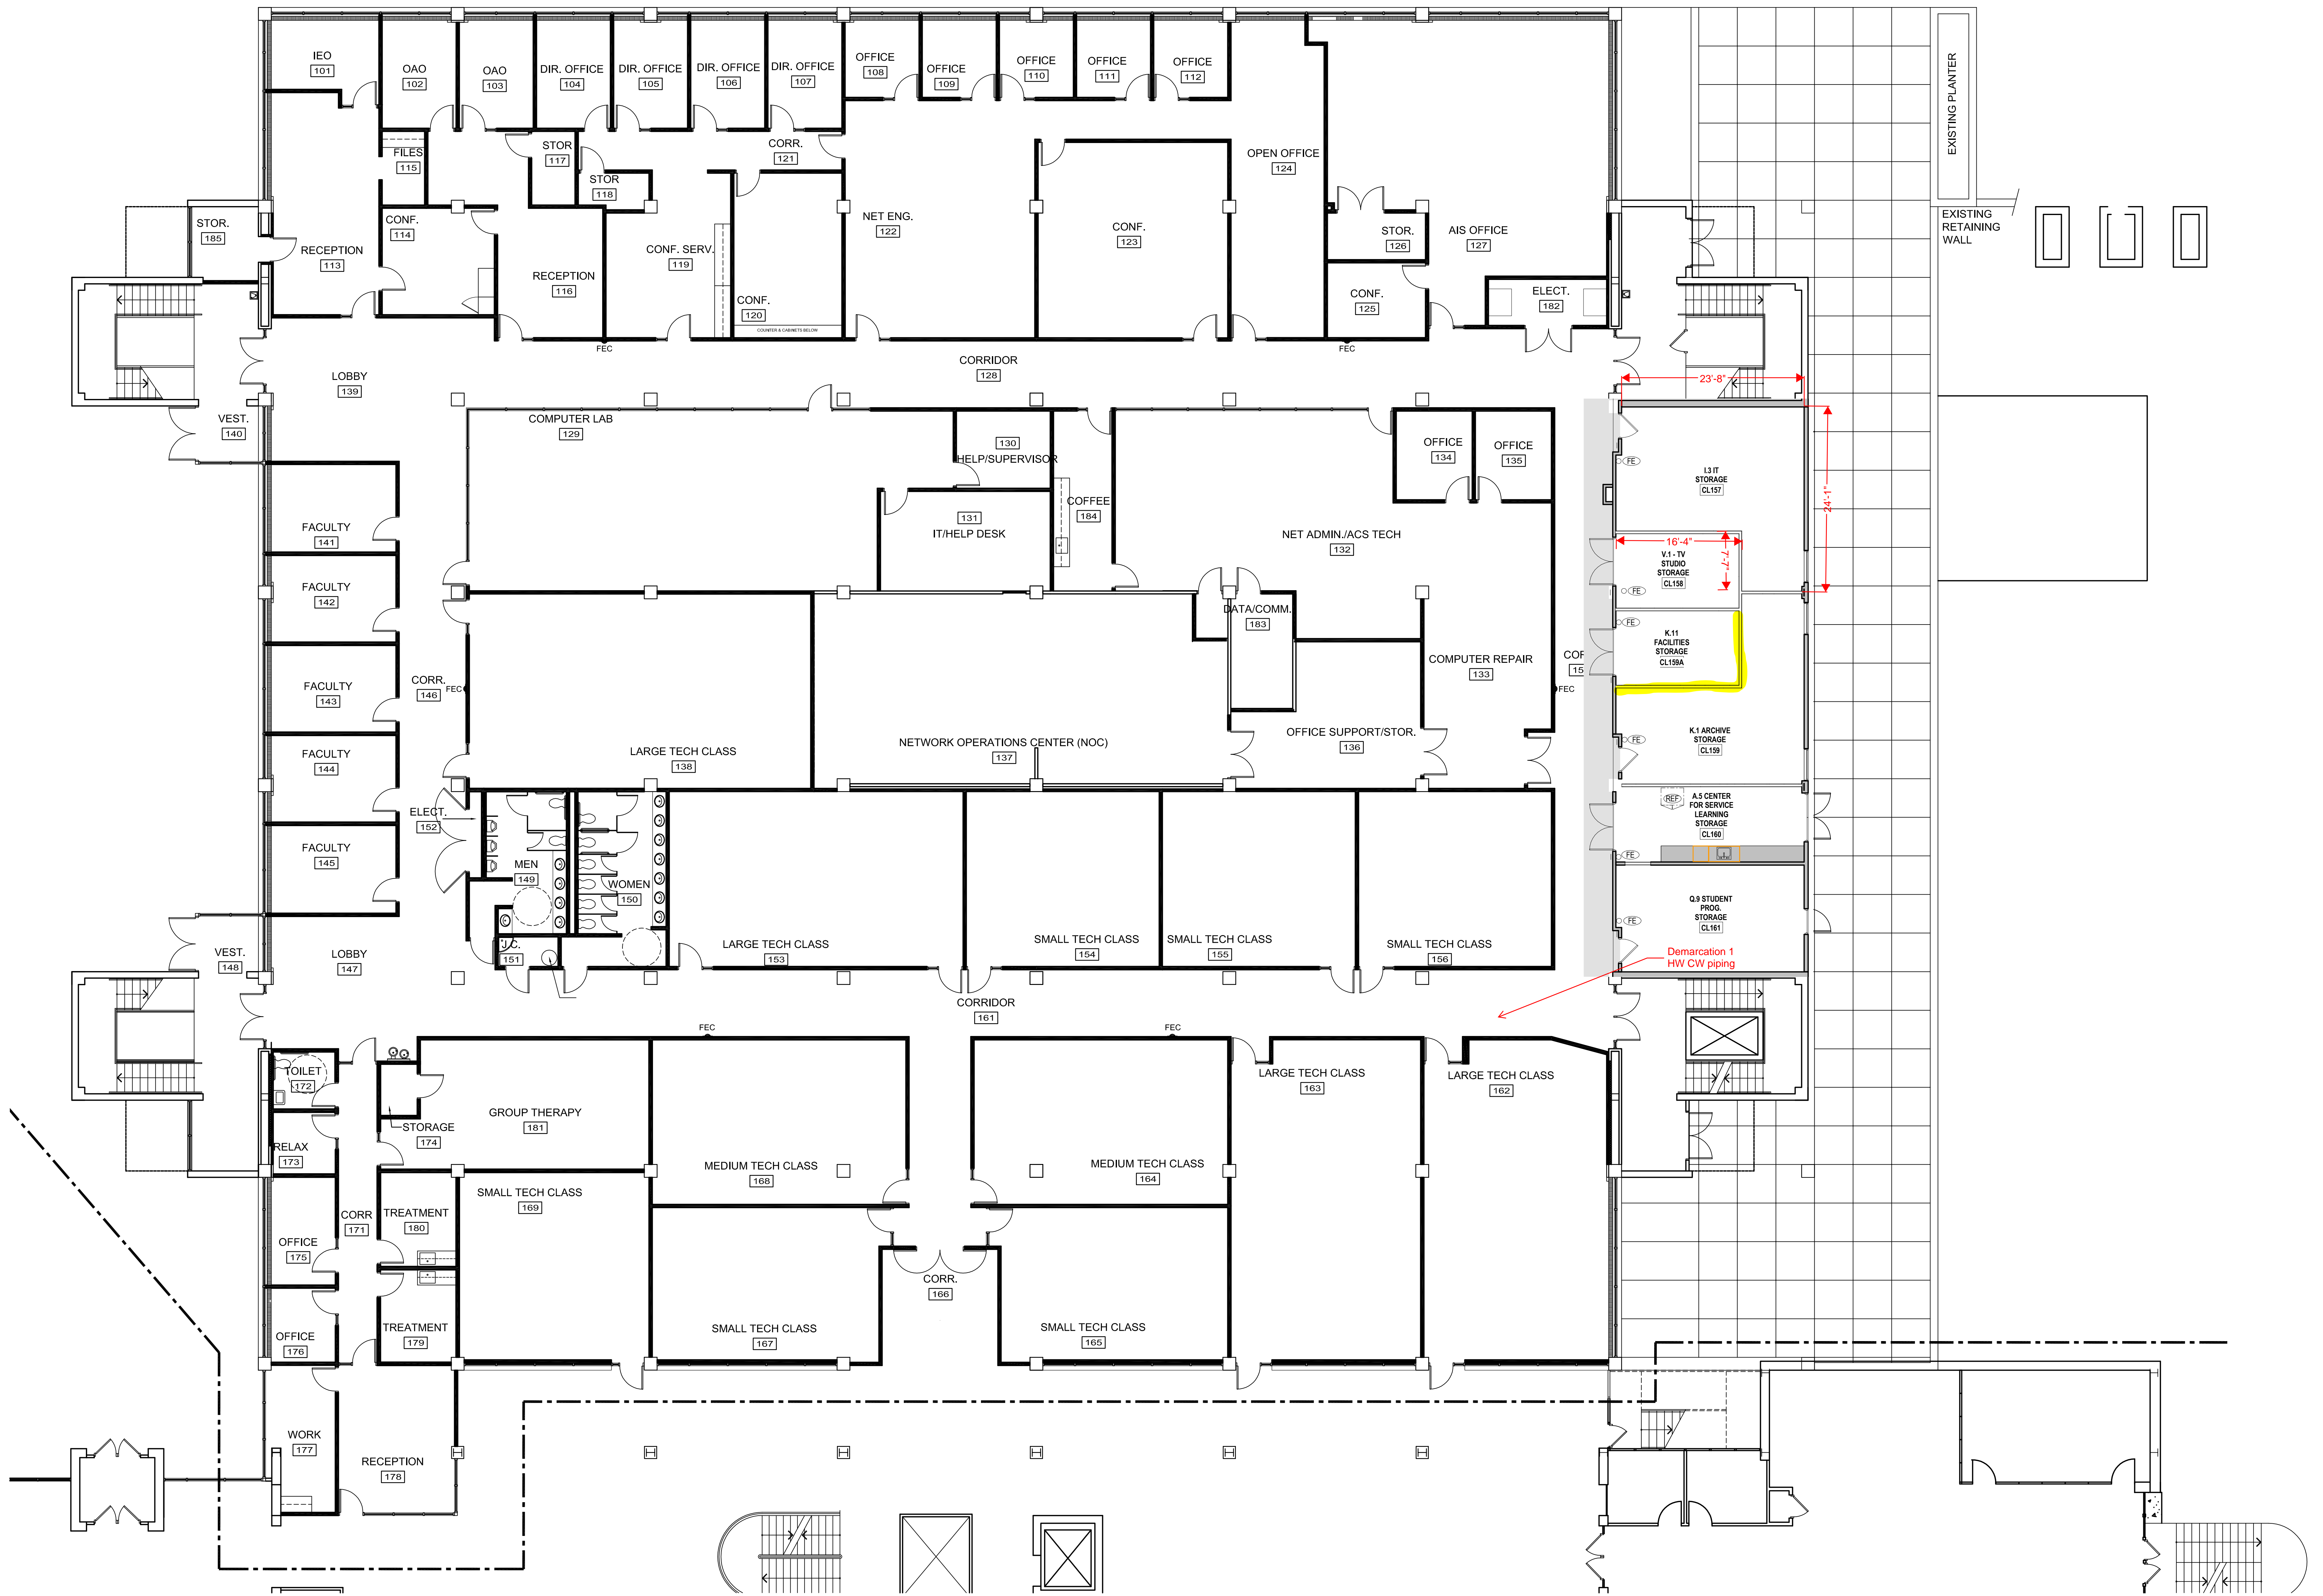 IEO
101
OAO
102
OAO
103
DIR. OFFICE
104
DIR. OFFICE
105
DIR. OFFICE
106
DIR. OFFICE
107
OFFICE
108
OFFICE
109
OFFICE
110
OFFICE
111
OFFICE
112
EXISTING PLANTER
FILES
115
STOR
117
STOR
118
CORR.
121
OPEN OFFICE
124
STOR.
185
RECEPTION
113
CONF.
114
RECEPTION
116
CONF. SERV.
119
CONF.
120
COUNTER & CABINETS BELOW
NET ENG.
122
CONF.
123
STOR.
126
AIS OFFICE
127
CONF.
125
ELECT.
182
EXISTING
RETAINING
WALL
FEC
FEC
LOBBY
139
CORRIDOR
128
23'-8"
VEST.
140
COMPUTER LAB
129
130
HELP/SUPERVISOR
131
IT/HELP DESK
COFFEE
184
OFFICE
134
OFFICE
135
NET ADMIN./ACS TECH
132
FE
I.3 IT
STORAGE
CL157
24'-1"
16'-4"
7'-7"
V.1 - TV
STUDIO
STORAGE
CL158
FE
FACULTY
141
FACULTY
142
FACULTY
143
FACULTY
144
FACULTY
145
CORR.
146
FEC
DATA/COMM.
183
COMPUTER REPAIR
133
COR
15
FEC
FE
K.11
FACILITIES
STORAGE
CL159A
LARGE TECH CLASS
138
NETWORK OPERATIONS CENTER (NOC)
137
OFFICE SUPPORT/STOR.
136
FE
K.1 ARCHIVE
STORAGE
CL159
REF
A.5 CENTER
FOR SERVICE
LEARNING
STORAGE
CL160
FE
ELECT.
152
MEN
149
WOMEN
150
J.C.
151
LARGE TECH CLASS
153
SMALL TECH CLASS
154
SMALL TECH CLASS
155
SMALL TECH CLASS
156
FE
Q.9 STUDENT
PROG.
STORAGE
CL161
Demarcation 1
HW CW piping
VEST.
148
LOBBY
147
CORRIDOR
161
FEC
FEC
TOILET
172
RELAX
173
STORAGE
174
GROUP THERAPY
181
MEDIUM TECH CLASS
168
MEDIUM TECH CLASS
164
LARGE TECH CLASS
163
LARGE TECH CLASS
162
CORR
171
TREATMENT
180
SMALL TECH CLASS
169
OFFICE
175
OFFICE
176
TREATMENT
179
SMALL TECH CLASS
167
CORR.
166
SMALL TECH CLASS
165
WORK
177
RECEPTION
178